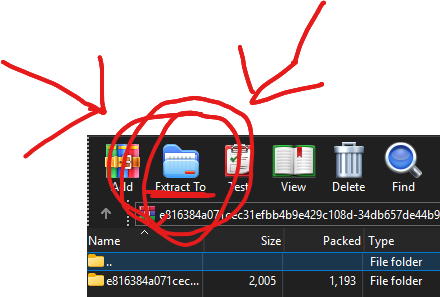 Add Extract To Test View Delete Find
e816384a071cec31efbb4b9e429c108d-34db657de44b9
Name Size Packed Type
.. File folder
e816384a071cec... 2,005 1,193 File folder